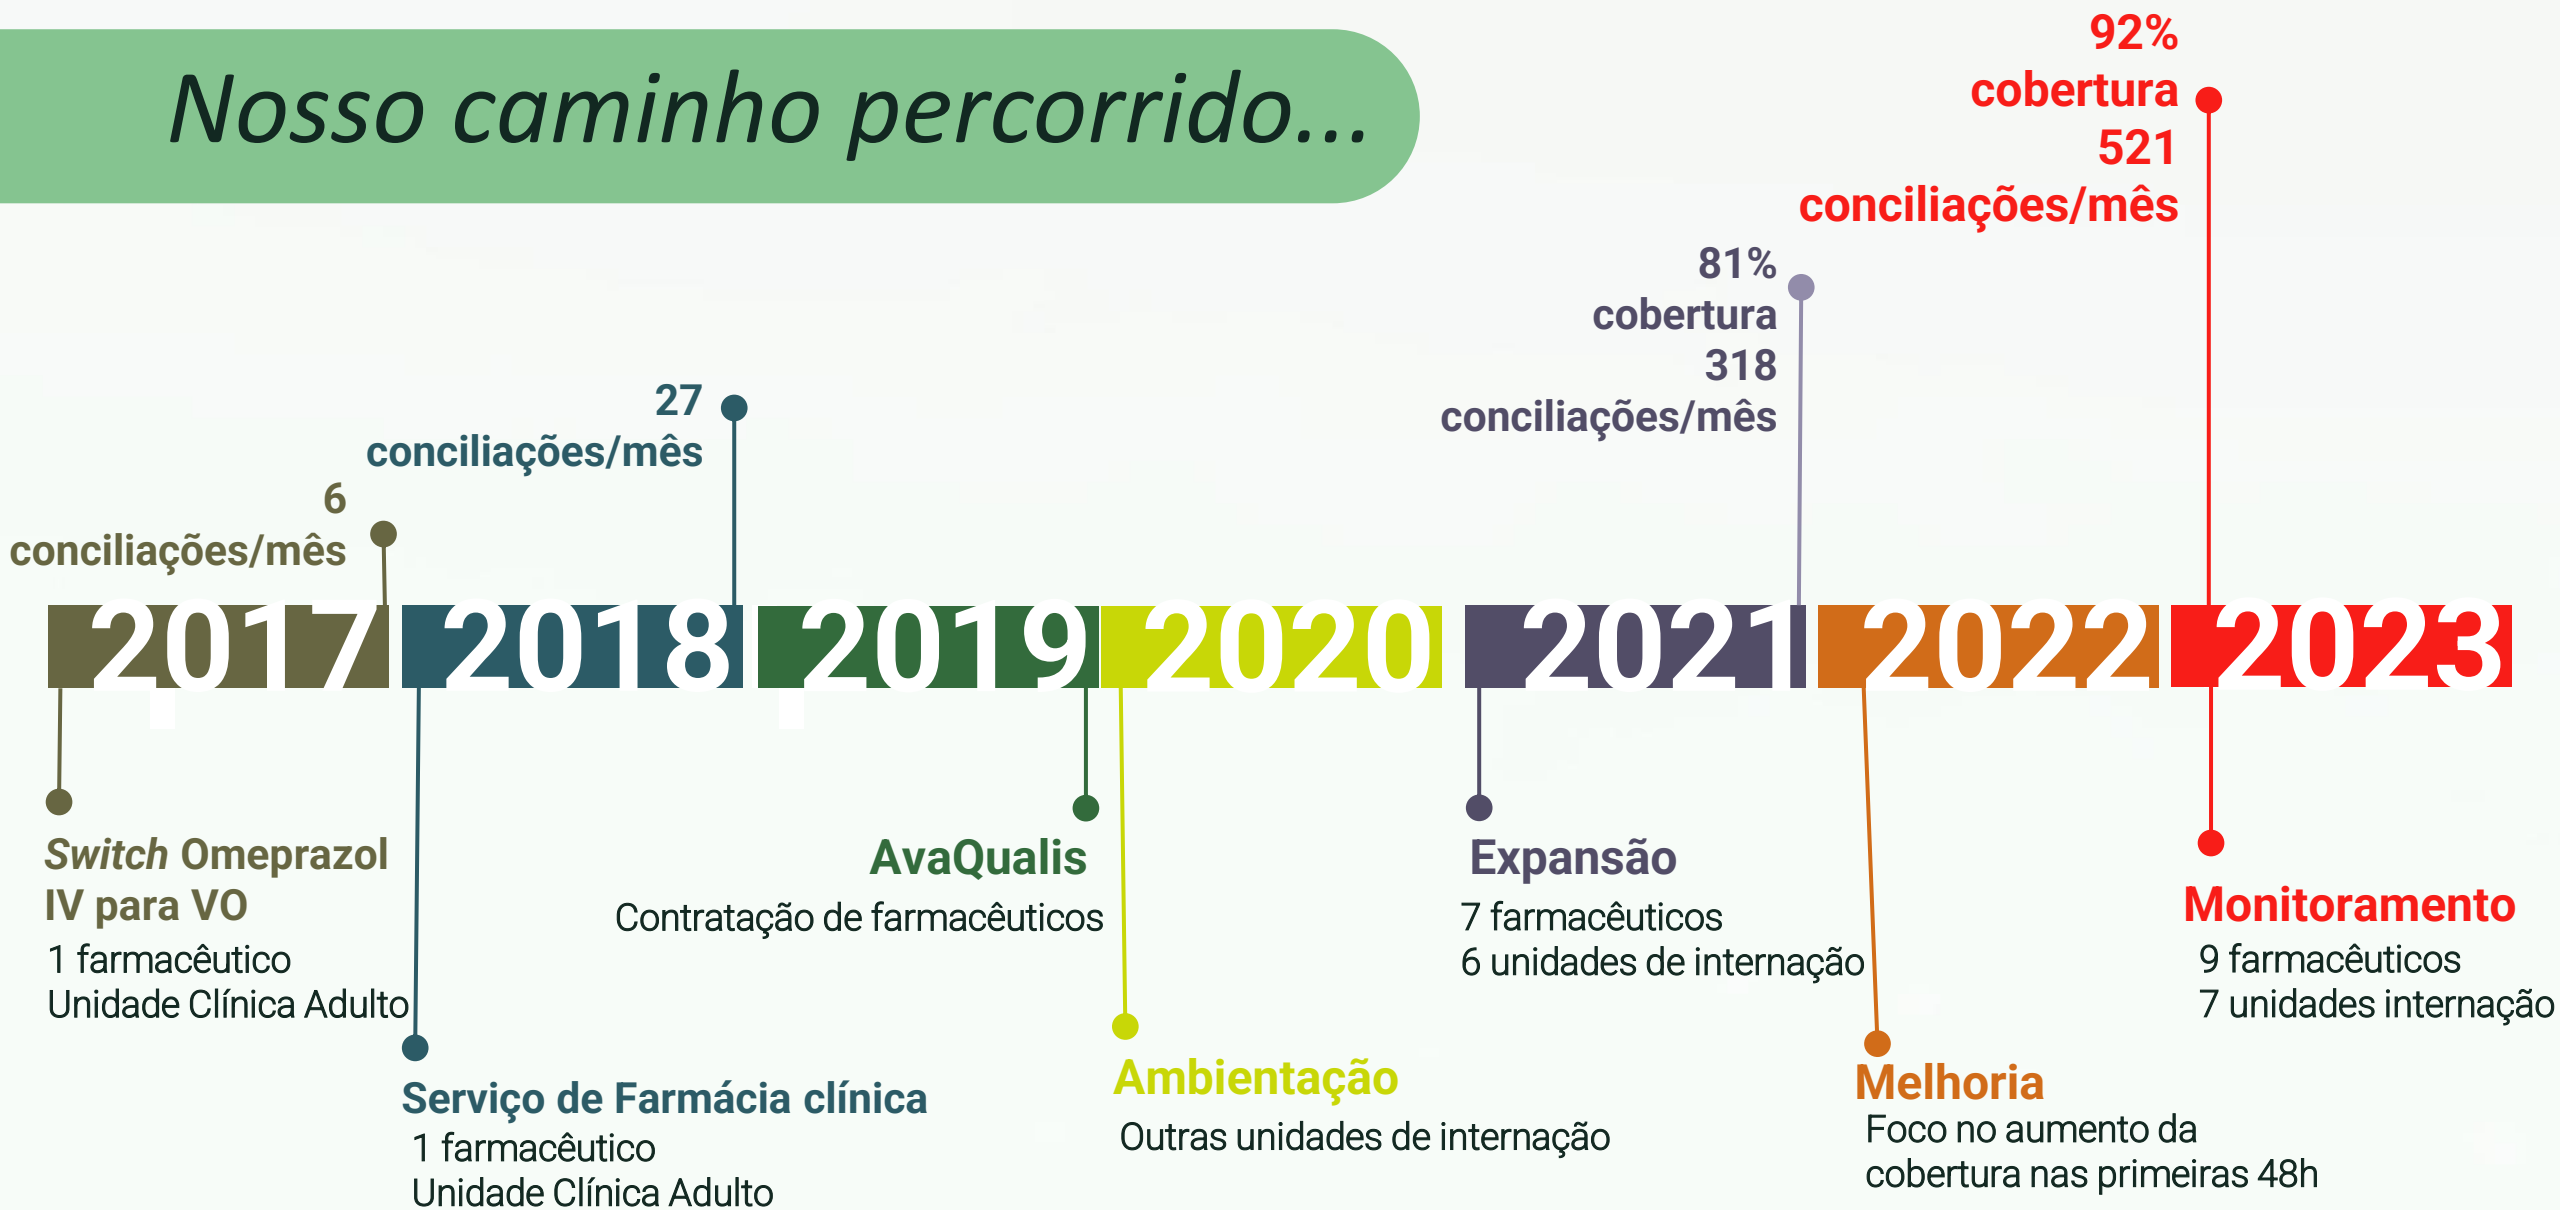 Nosso caminho percorrido...
92%
cobertura
521
conciliações/mês
81%
cobertura
318
conciliações/mês
27
conciliações/mês
6
conciliações/mês
2017
2018
2019
2020
2021
2022
2023
Switch Omeprazol
IV para VO
1 farmacêutico
Unidade Clínica Adulto
Serviço de Farmácia clínica
1 farmacêutico
Unidade Clínica Adulto
AvaQualis
Contratação de farmacêuticos
Ambientação
Outras unidades de internação
Expansão
7 farmacêuticos
6 unidades de internação
Melhoria
Foco no aumento da
cobertura nas primeiras 48h
Monitoramento
9 farmacêuticos
7 unidades internação